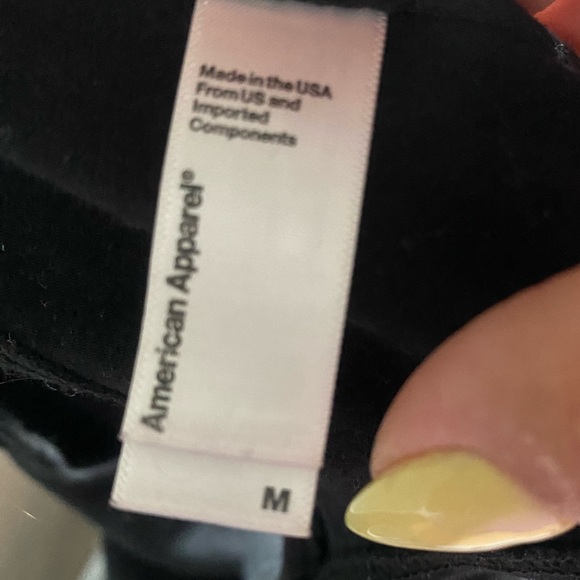 Made in the USA
From US and
Imported
Components
American Apparel®
M